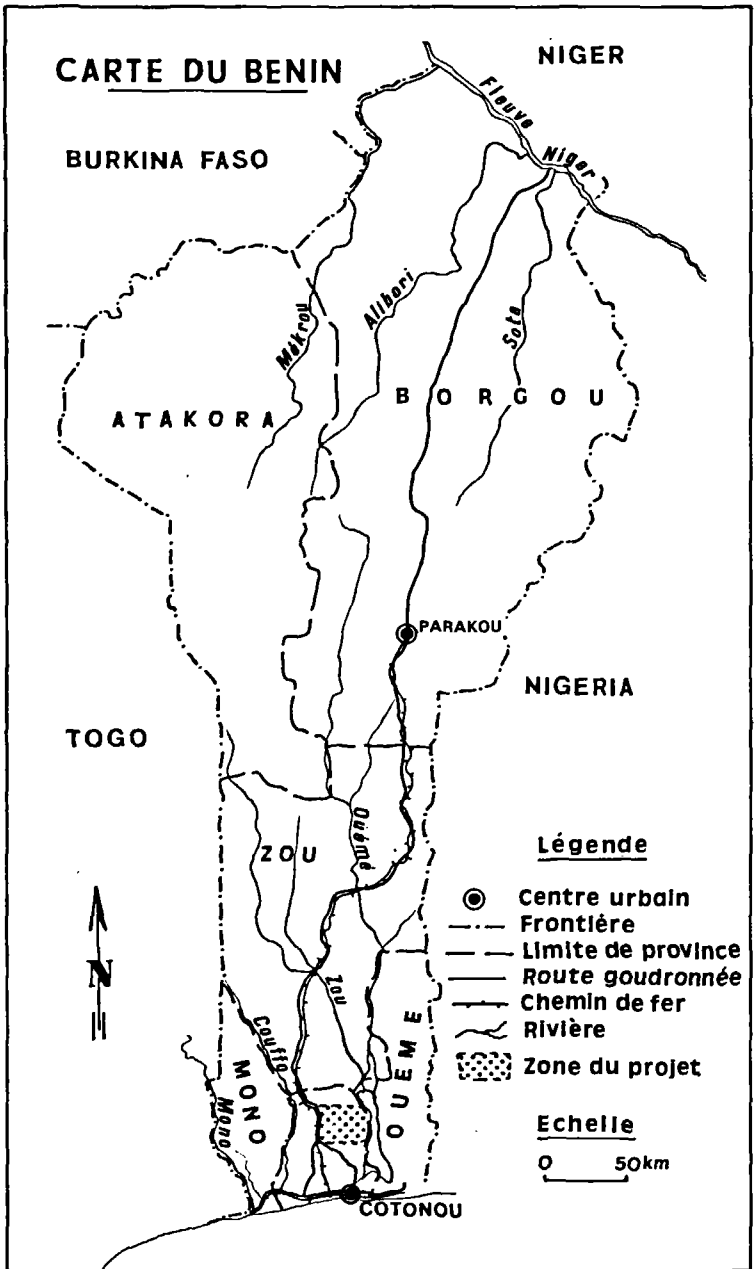 CARTE DU BENIN
NIGER
BURKINA FASO
Fleuve Niger
Mékrou
Alibori
Sota
ATAKORA
BORGOU
PARAKOU
NIGERIA
TOGO
Ouémé
ZOU
Zou
Couffo
MONO
Mono
OUEME
COTONOU
N
Légende
Centre urbain
Frontière
Limite de province
Route goudronnée
Chemin de fer
Rivière
Zone du projet
Echelle
0 50km